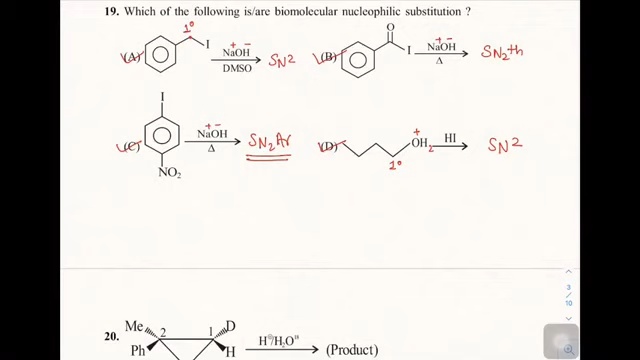 19. Which of the following is/are biomolecular nucleophilic substitution ?
1°
(A) I NaOH + - DMSO SN2
(B) O I NaOH + - Δ SN2th
(C) I NO2 NaOH + - Δ SN2Ar
(D) OH2 + 1° HI SN2
3
/
10
20. Me Ph 2 1 D H H⊕/H2O18 (Product)